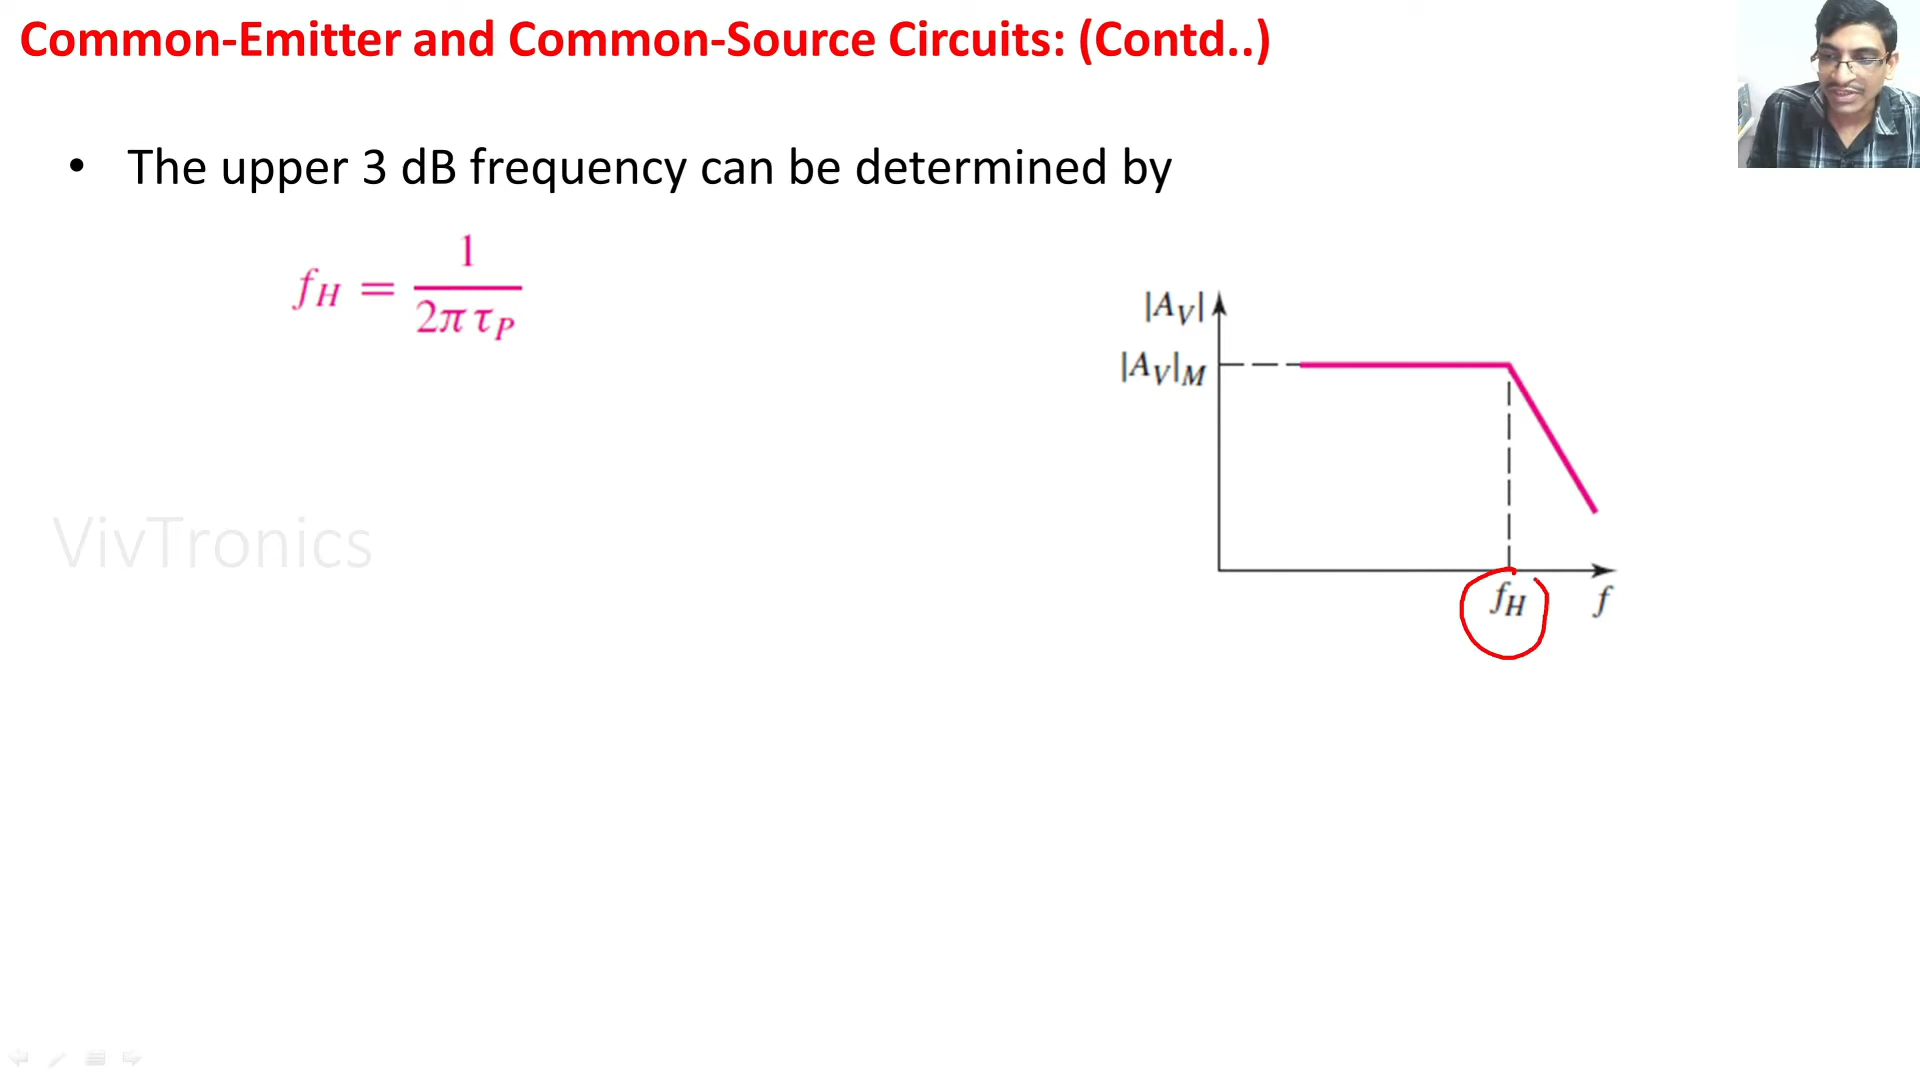 Common-Emitter and Common-Source Circuits: (Contd..)
• The upper 3 dB frequency can be determined by
f_H = 1 / (2π τ_P)
|A_V|
|A_V|_M
VivTronics
f_H f